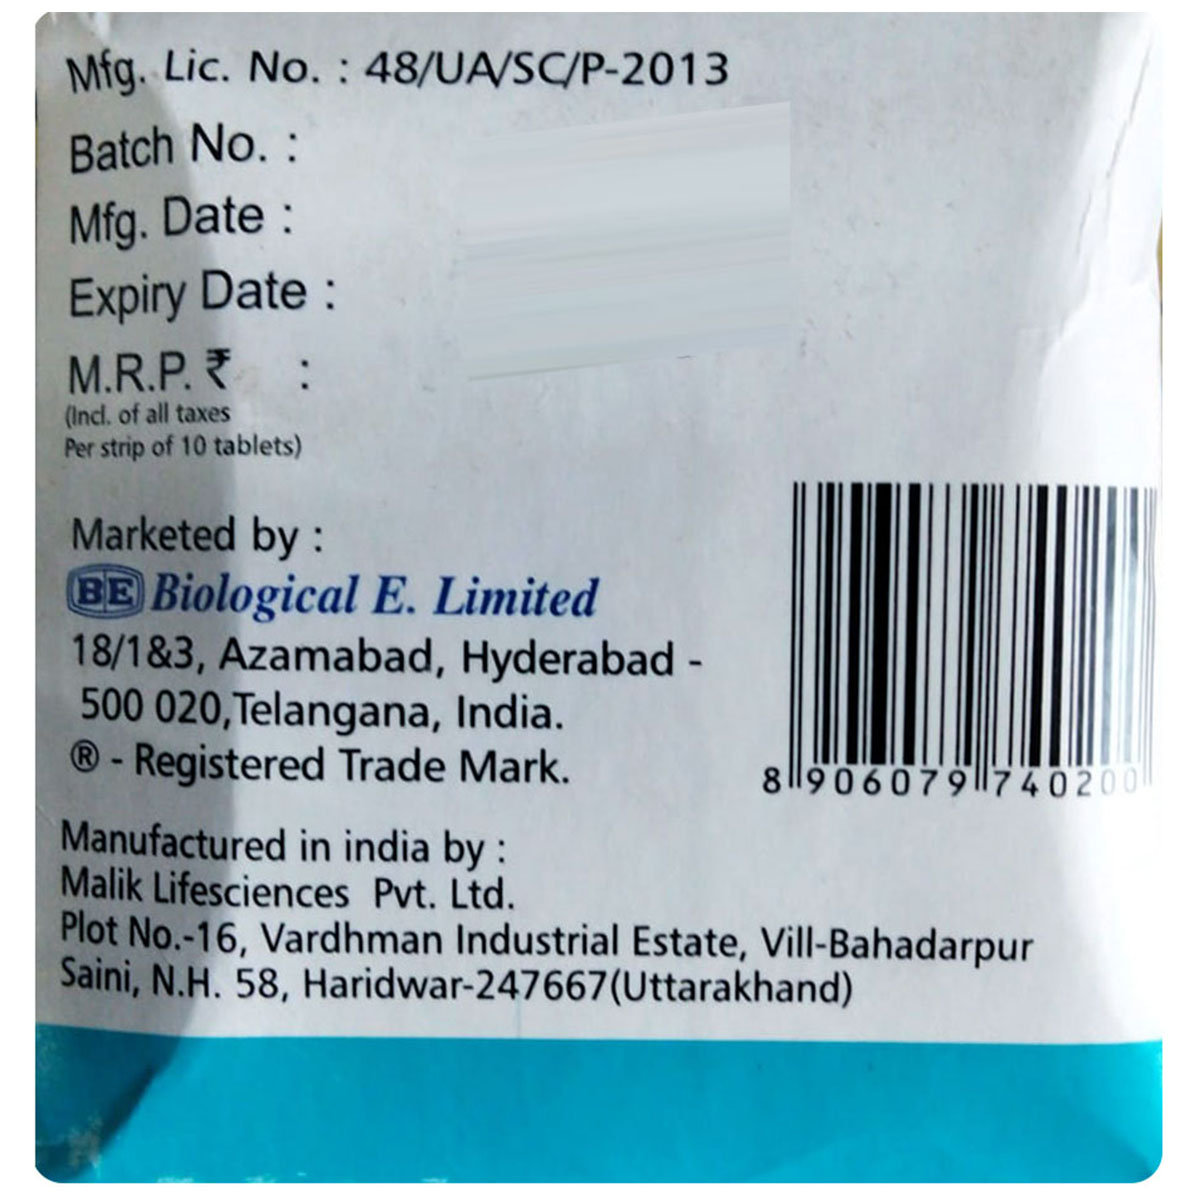 Mfg. Lic. No. : 48/UA/SC/P-2013
Batch No. :
Mfg. Date :
Expiry Date :
M.R.P. ₹ :
(Incl. of all taxes
Per strip of 10 tablets)
Marketed by :
BE Biological E. Limited
18/1&3, Azamabad, Hyderabad -
500 020,Telangana, India.
® - Registered Trade Mark.
8 906079 740200
Manufactured in india by :
Malik Lifesciences Pvt. Ltd.
Plot No.-16, Vardhman Industrial Estate, Vill-Bahadarpur
Saini, N.H. 58, Haridwar-247667(Uttarakhand)